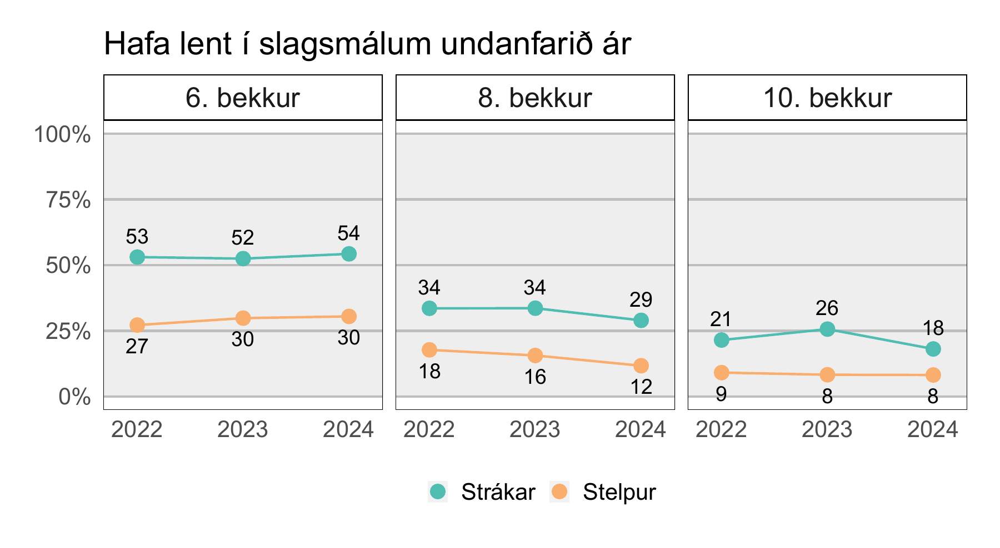 Hafa lent í slagsmálum undanfarið ár
6. bekkur 8. bekkur 10. bekkur
100%
75%
50%
25%
0%
53 52 54
27 30 30
34 34 29
18 16 12
21 26 18
9 8 8
2022 2023 2024 2022 2023 2024 2022 2023 2024
Strákar Stelpur